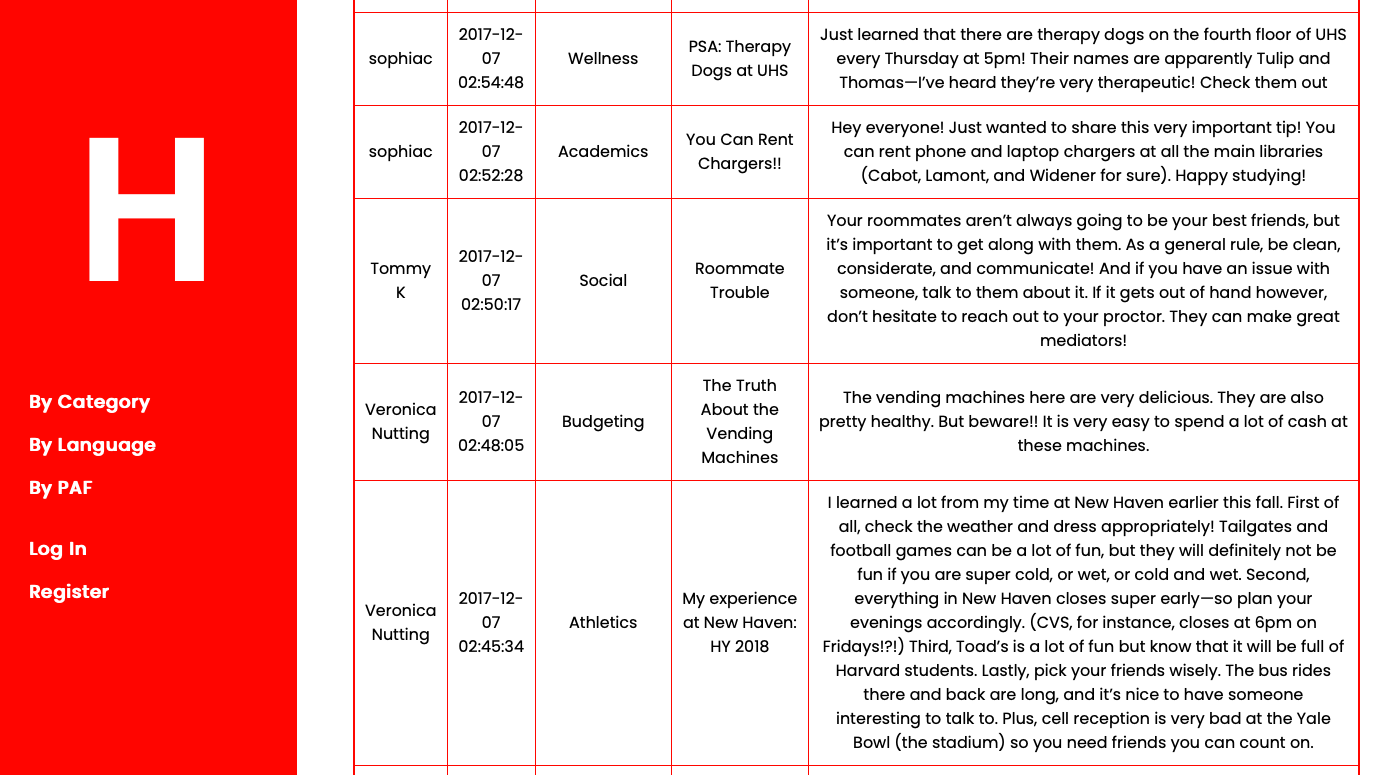 H
By Category
By Language
By PAF
Log In
Register
sophiac
2017-12-
07
02:54:48
Wellness
PSA: Therapy
Dogs at UHS
Just learned that there are therapy dogs on the fourth floor of UHS
every Thursday at 5pm! Their names are apparently Tulip and
Thomas—I’ve heard they’re very therapeutic! Check them out
sophiac
2017-12-
07
02:52:28
Academics
You Can Rent
Chargers!!
Hey everyone! Just wanted to share this very important tip! You
can rent phone and laptop chargers at all the main libraries
(Cabot, Lamont, and Widener for sure). Happy studying!
Tommy
K
2017-12-
07
02:50:17
Social
Roommate
Trouble
Your roommates aren’t always going to be your best friends, but
it’s important to get along with them. As a general rule, be clean,
considerate, and communicate! And if you have an issue with
someone, talk to them about it. If it gets out of hand however,
don’t hesitate to reach out to your proctor. They can make great
mediators!
Veronica
Nutting
2017-12-
07
02:48:05
Budgeting
The Truth
About the
Vending
Machines
The vending machines here are very delicious. They are also
pretty healthy. But beware!! It is very easy to spend a lot of cash at
these machines.
Veronica
Nutting
2017-12-
07
02:45:34
Athletics
My experience
at New Haven:
HY 2018
I learned a lot from my time at New Haven earlier this fall. First of
all, check the weather and dress appropriately! Tailgates and
football games can be a lot of fun, but they will definitely not be
fun if you are super cold, or wet, or cold and wet. Second,
everything in New Haven closes super early—so plan your
evenings accordingly. (CVS, for instance, closes at 6pm on
Fridays!?!) Third, Toad’s is a lot of fun but know that it will be full of
Harvard students. Lastly, pick your friends wisely. The bus rides
there and back are long, and it’s nice to have someone
interesting to talk to. Plus, cell reception is very bad at the Yale
Bowl (the stadium) so you need friends you can count on.